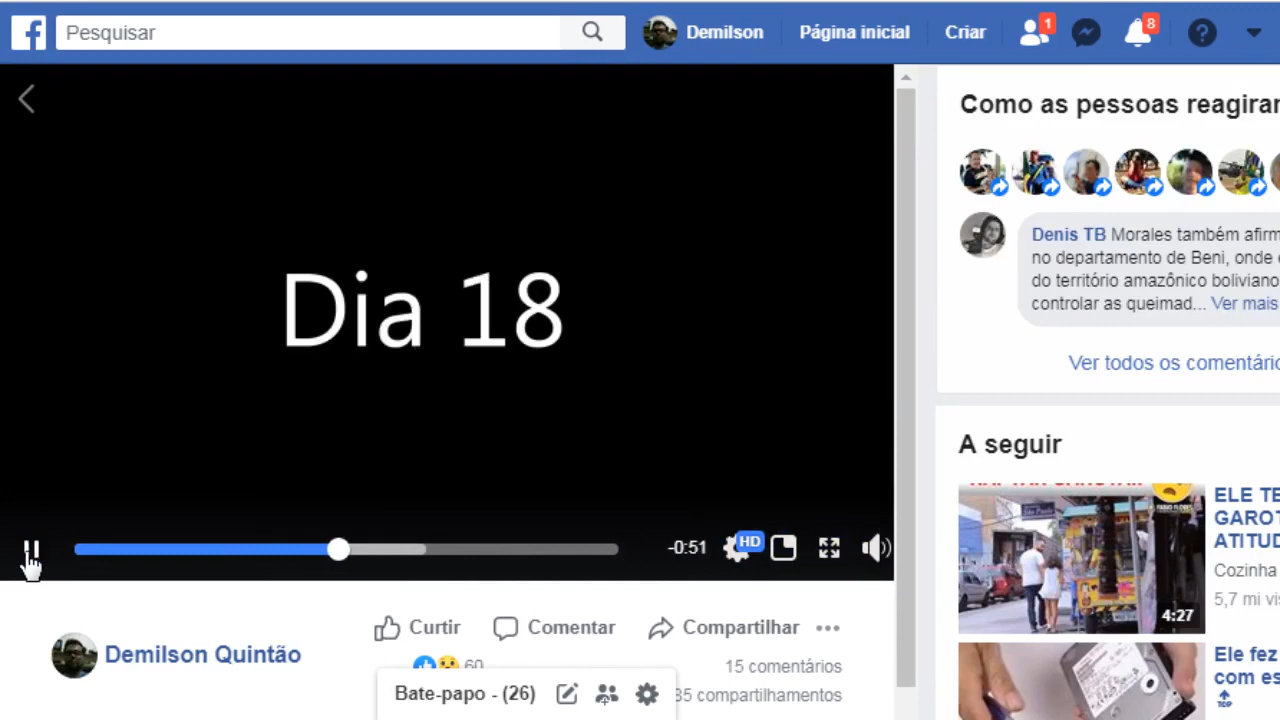 f
Pesquisar
Demilson
Página inicial
Criar
1
8
?
Dia 18
-0:51
HD
Demilson Quintão
Curtir
Comentar
Compartilhar
60
15 comentários
35 compartilhamentos
Bate-papo - (26)
Como as pessoas reagiram
Denis TB Morales também afirm
no departamento de Beni, onde
do território amazônico boliviano
controlar as queimad... Ver mais
Ver todos os comentário
A seguir
4:27
ELE TE
GAROT
ATITUD
Cozinha
5,7 mi vis
Ele fez
com es
TOP